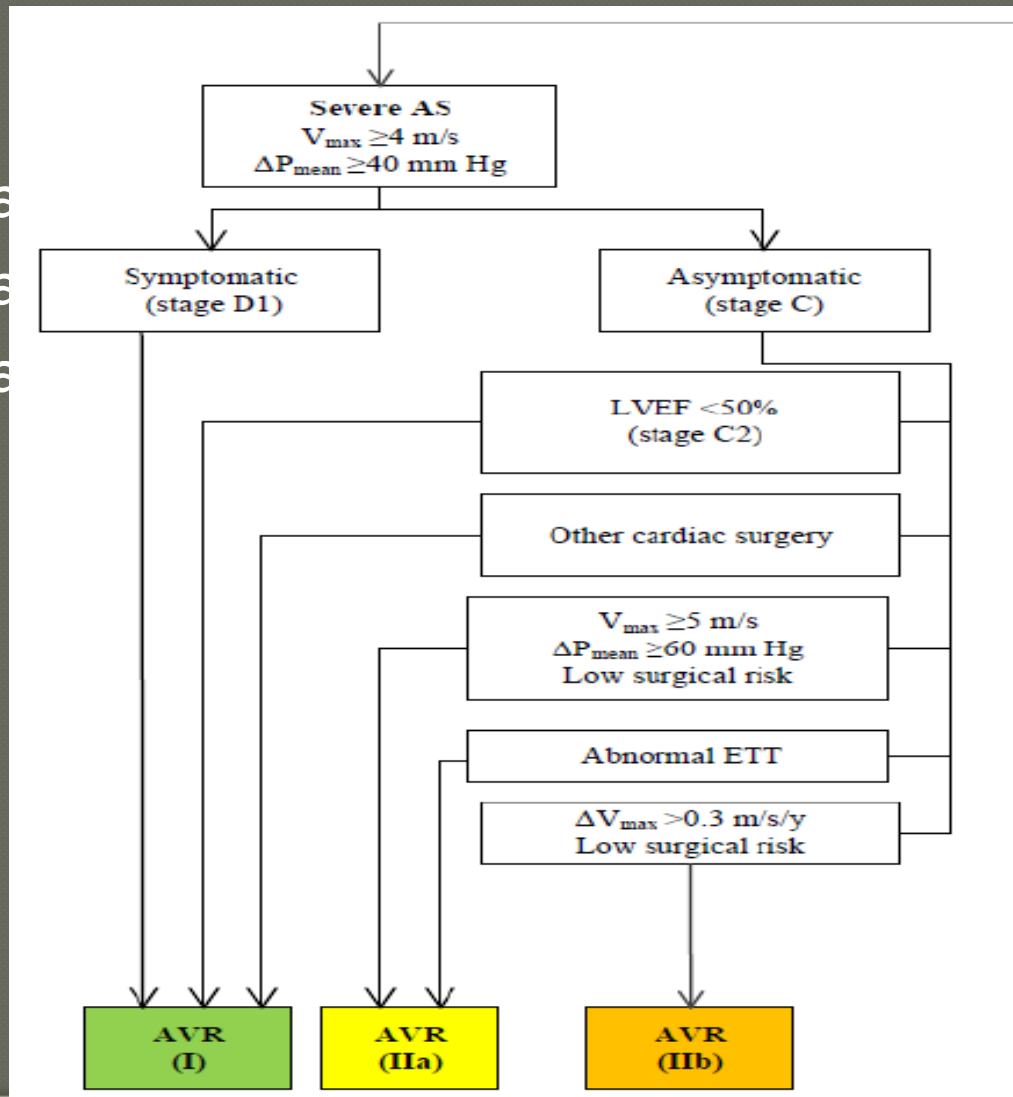 Severe AS
Vmax ≥4 m/s
ΔPmean ≥40 mm Hg
Symptomatic
(stage D1)
Asymptomatic
(stage C)
LVEF <50%
(stage C2)
Other cardiac surgery
Vmax ≥5 m/s
ΔPmean ≥60 mm Hg
Low surgical risk
Abnormal ETT
ΔVmax >0.3 m/s/y
Low surgical risk
AVR
(I)
AVR
(IIa)
AVR
(IIb)